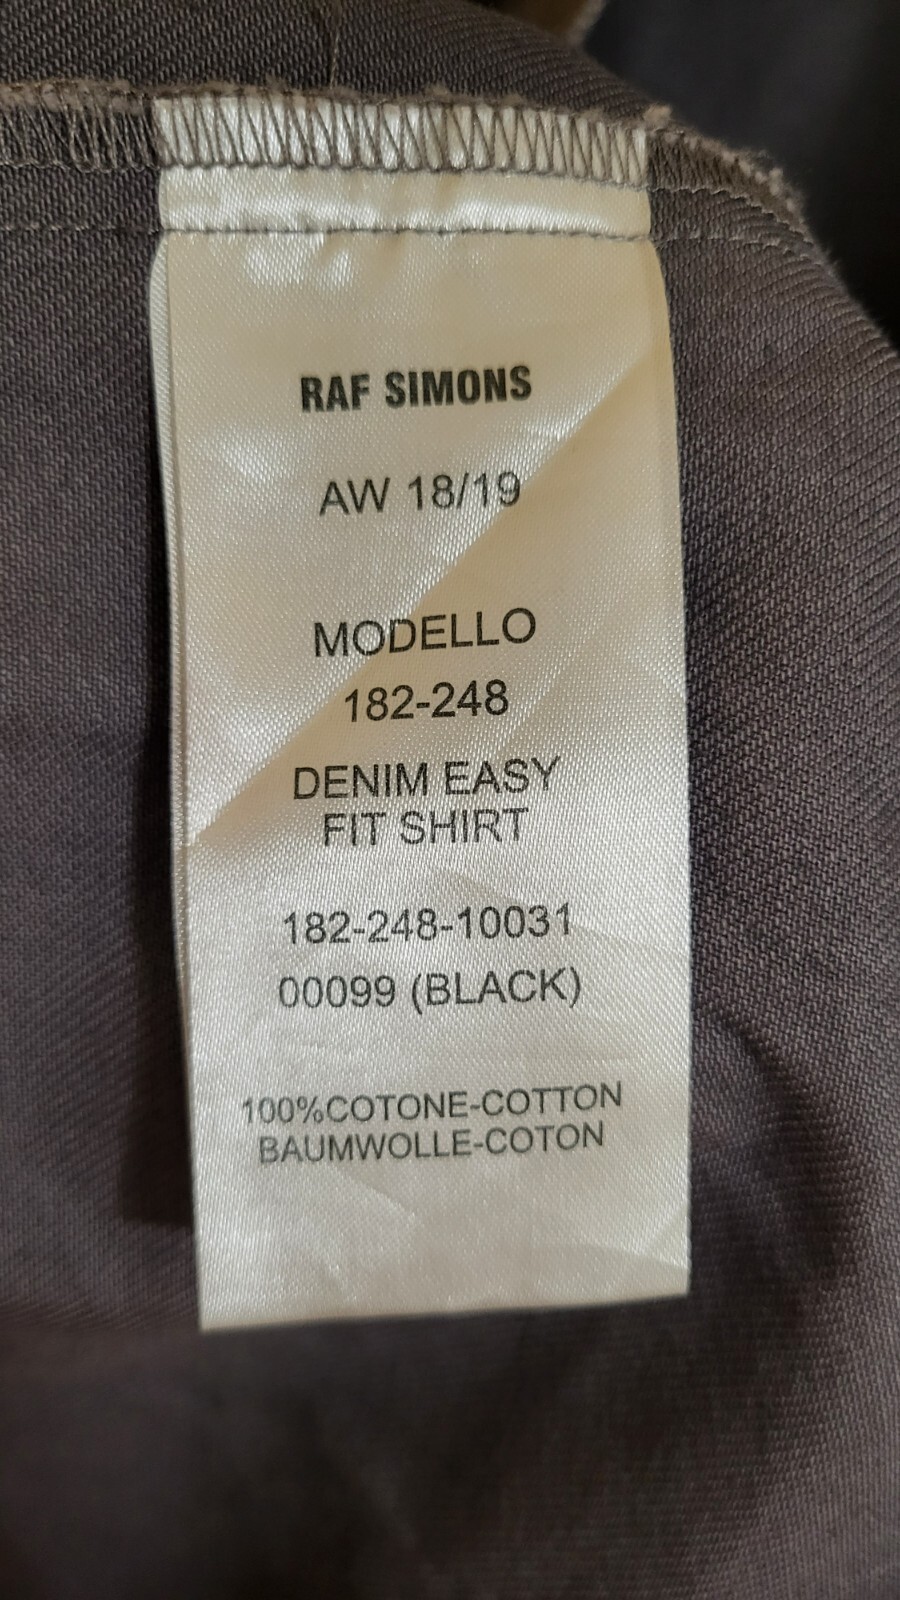 RAF SIMONS
AW 18/19
MODELLO
182-248
DENIM EASY
FIT SHIRT
182-248-10031
00099 (BLACK)
100%COTONE-COTTON
BAUMWOLLE-COTON